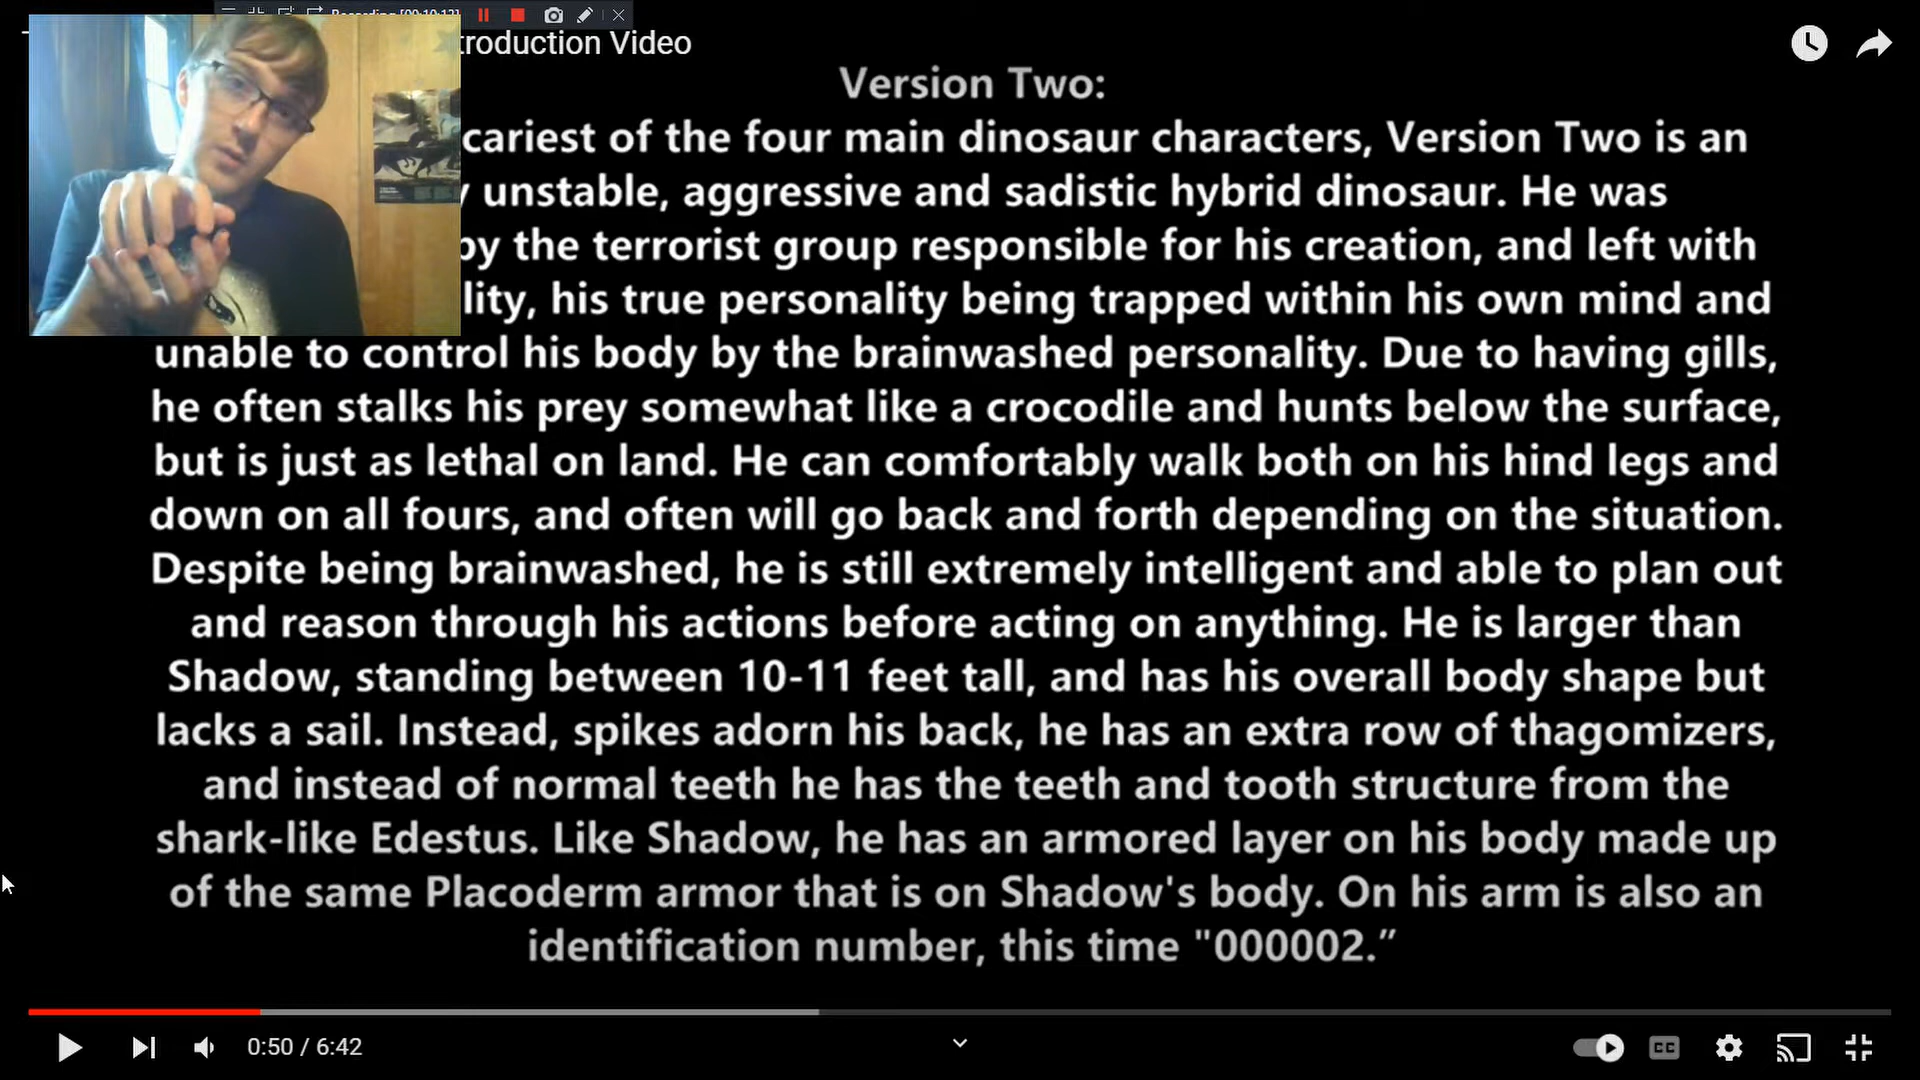 Recording [00:10:12]
troduction Video
Version Two:
cariest of the four main dinosaur characters, Version Two is an
unstable, aggressive and sadistic hybrid dinosaur. He was
by the terrorist group responsible for his creation, and left with
lity, his true personality being trapped within his own mind and
unable to control his body by the brainwashed personality. Due to having gills,
he often stalks his prey somewhat like a crocodile and hunts below the surface,
but is just as lethal on land. He can comfortably walk both on his hind legs and
down on all fours, and often will go back and forth depending on the situation.
Despite being brainwashed, he is still extremely intelligent and able to plan out
and reason through his actions before acting on anything. He is larger than
Shadow, standing between 10-11 feet tall, and has his overall body shape but
lacks a sail. Instead, spikes adorn his back, he has an extra row of thagomizers,
and instead of normal teeth he has the teeth and tooth structure from the
shark-like Edestus. Like Shadow, he has an armored layer on his body made up
of the same Placoderm armor that is on Shadow's body. On his arm is also an
identification number, this time "000002.”
0:50 / 6:42
CC